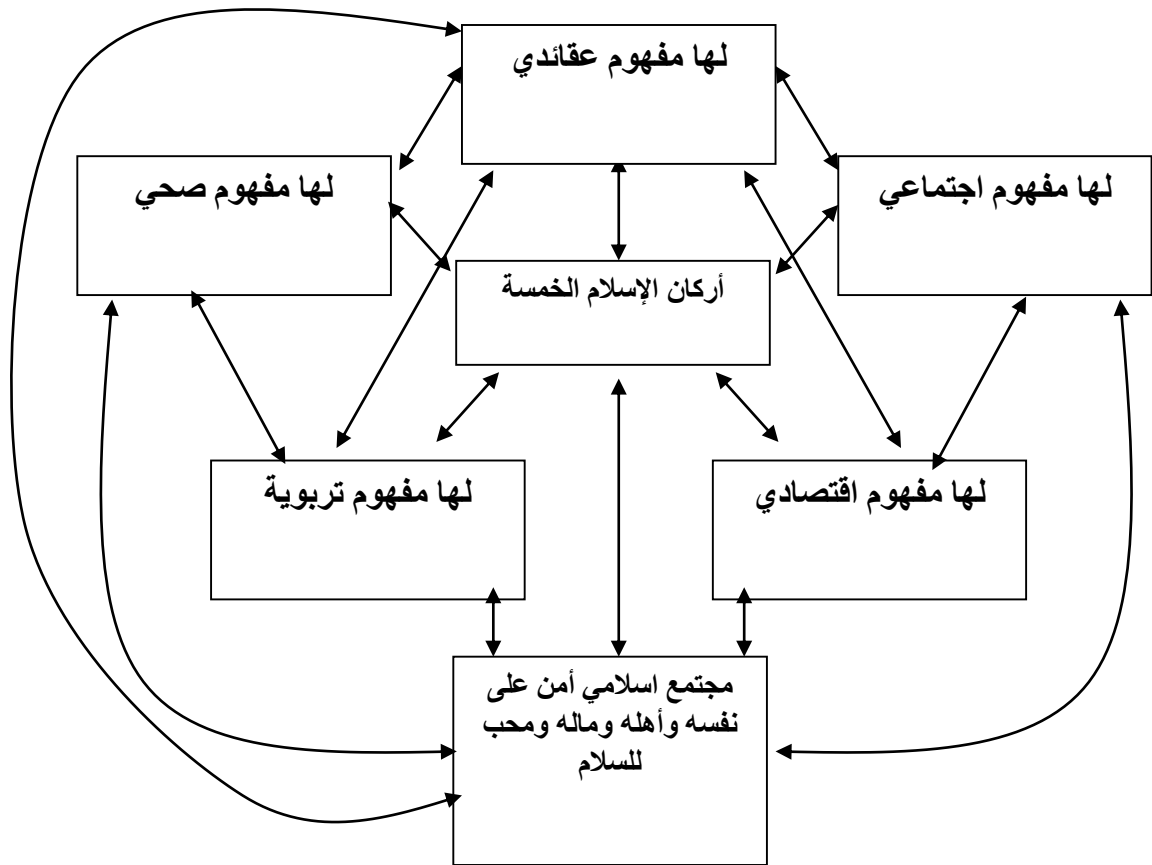 لها مفهوم عقائدي
لها مفهوم اجتماعي
لها مفهوم صحي
أركان الإسلام الخمسة
لها مفهوم اقتصادي
لها مفهوم تربوية
مجتمع اسلامي أمن على
نفسه وأهله وماله ومحب
للسلام